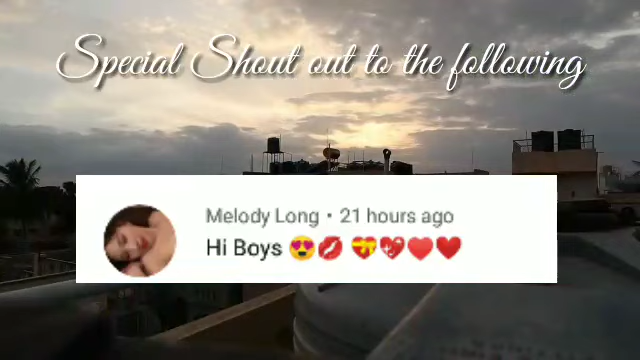 Special Shout out to the following
Melody Long • 21 hours ago
Hi Boys 😍💋 💝💖♥️❤️